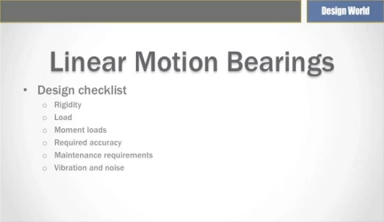 Design World
Linear Motion Bearings
• Design checklist
o Rigidity
o Load
o Moment loads
o Required accuracy
o Maintenance requirements
o Vibration and noise